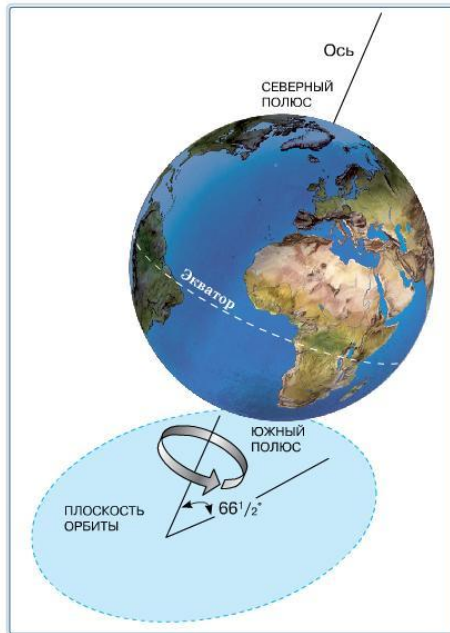 Ось
СЕВЕРНЫЙ
ПОЛЮС
Экватор
ЮЖНЫЙ
ПОЛЮС
ПЛОСКОСТЬ
ОРБИТЫ
66¹/₂°